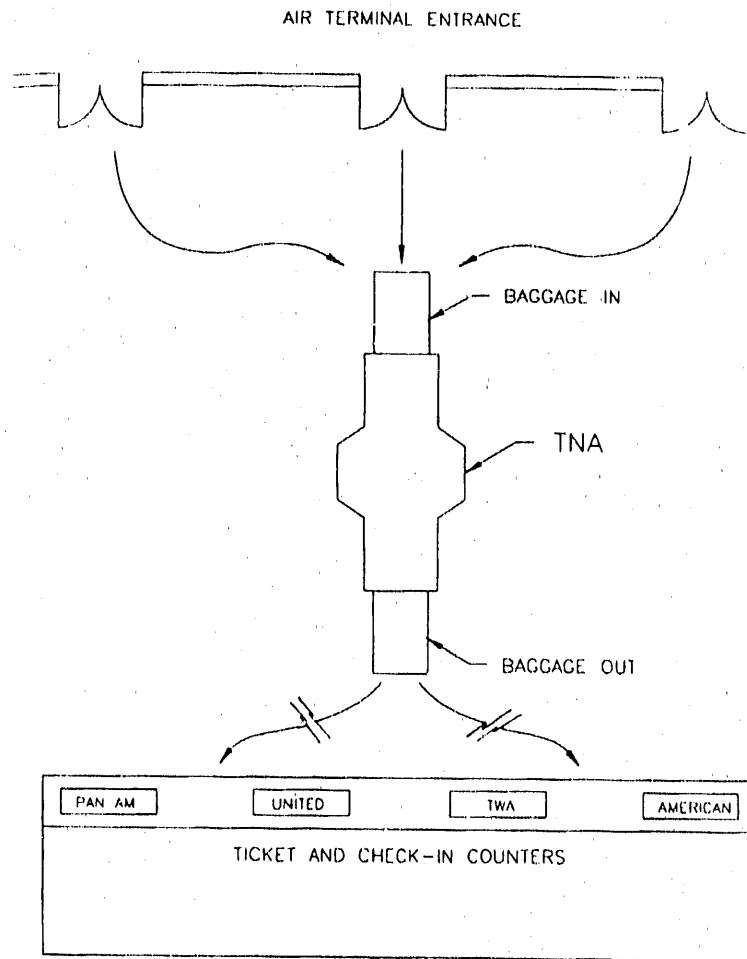 AIR TERMINAL ENTRANCE
BAGGAGE IN
TNA
BAGGAGE OUT
PAN AM
UNITED
TWA
AMERICAN
TICKET AND CHECK-IN COUNTERS